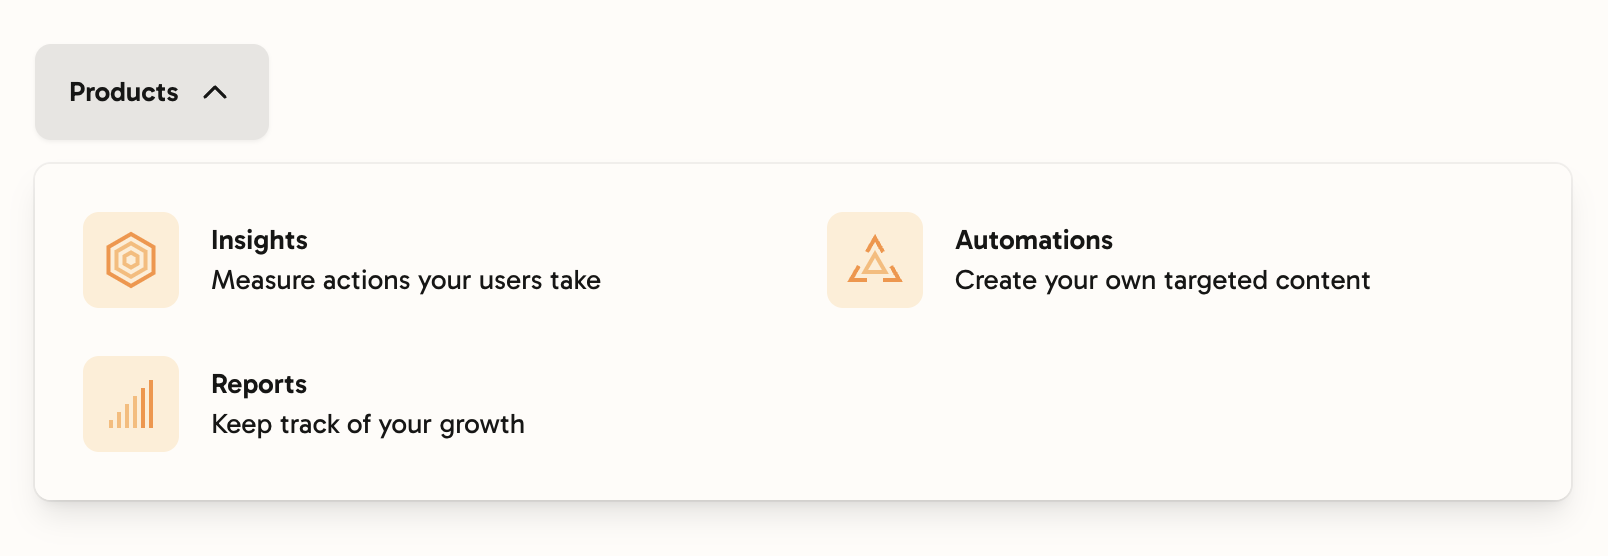 Products
Insights
Measure actions your users take
Automations
Create your own targeted content
Reports
Keep track of your growth